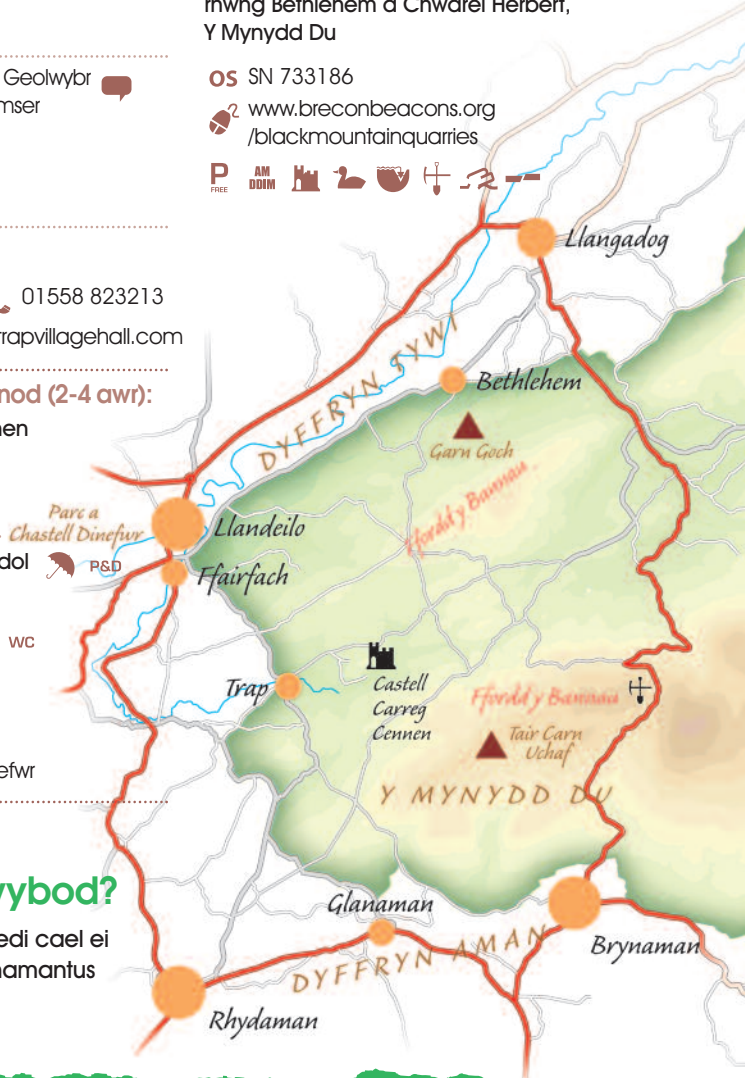 rhwng Bethlehem a Chwarel Herbert,
Y Mynydd Du
OS SN 733186
www.breconbeacons.org
/blackmountainquarries
P
FREE
AM
DDIM
Geolwybr
mser
01558 823213
rapvillagehall.com
nod (2-4 awr):
nen
dol
P&D
WC
efwr
wybod?
edi cael ei
namantus
Llangadog
DYFFRYN TYWI
Bethlehem
Garn Goch
Ffordd y Bannau
Parc a
Chastell Dinefwr
Llandeilo
Ffairfach
Trap
Castell
Carreg
Cennen
Ffordd y Bannau
Tair Carn
Uchaf
Y MYNYDD DU
Glanaman
DYFFRYN AMAN
Brynaman
Rhydaman